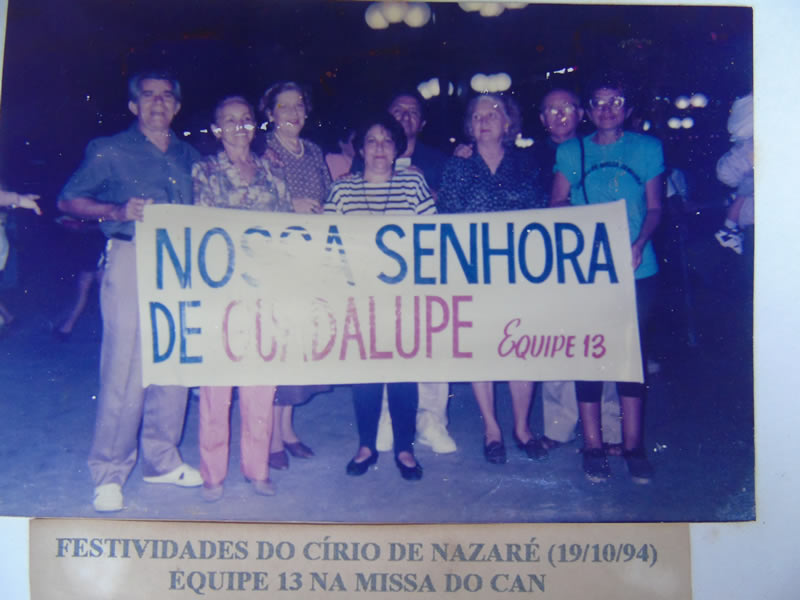 NOSSA SENHORA
DE GUADALUPE EQUIPE 13
FESTIVIDADES DO CÍRIO DE NAZARÉ (19/10/94)
EQUIPE 13 NA MISSA DO CAN